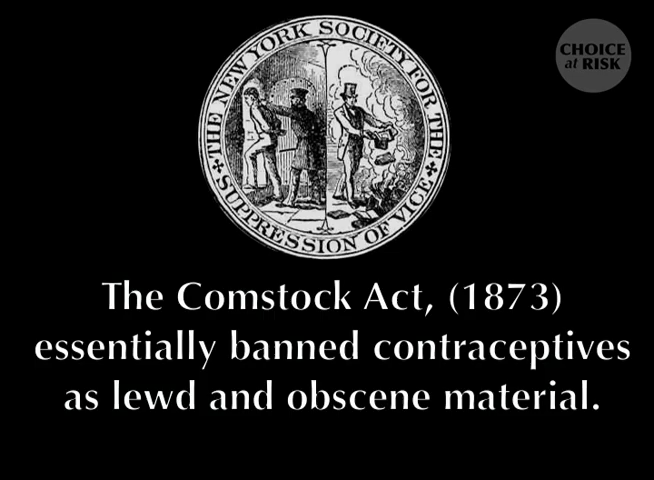 THE NEW YORK SOCIETY FOR THE
SUPPRESSION OF VICE
CHOICE
at RISK
The Comstock Act, (1873)
essentially banned contraceptives
as lewd and obscene material.